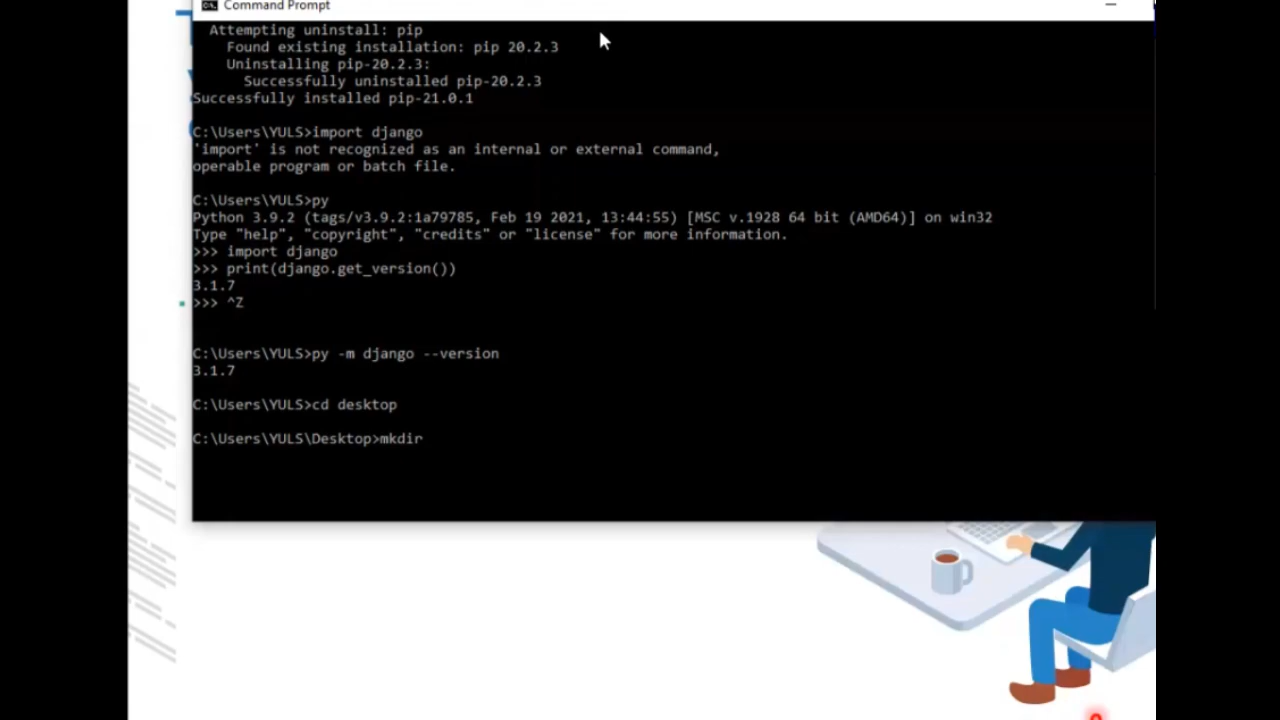 Command Prompt
Attempting uninstall: pip
Found existing installation: pip 20.2.3
Uninstalling pip-20.2.3:
Successfully uninstalled pip-20.2.3
Successfully installed pip-21.0.1
C:\Users\YULS>import django
'import' is not recognized as an internal or external command,
operable program or batch file.
C:\Users\YULS>py
Python 3.9.2 (tags/v3.9.2:1a79785, Feb 19 2021, 13:44:55) [MSC v.1928 64 bit (AMD64)] on win32
Type "help", "copyright", "credits" or "license" for more information.
>>> import django
>>> print(django.get_version())
3.1.7
>>> ^Z
C:\Users\YULS>py -m django --version
3.1.7
C:\Users\YULS>cd desktop
C:\Users\YULS\Desktop>mkdir